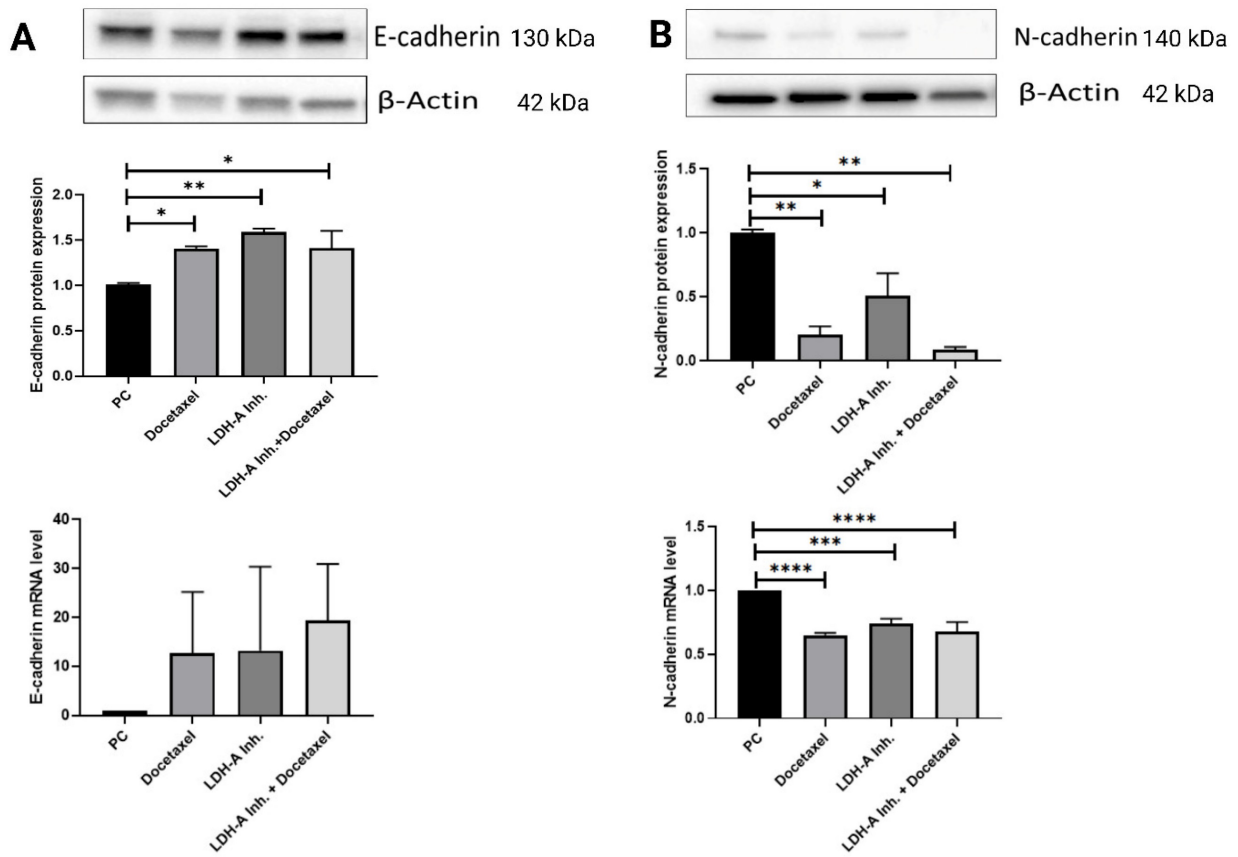 A
E-cadherin 130 kDa
β-Actin 42 kDa
* 
**
*
E-cadherin protein expression
2.0
1.5
1.0
0.5
0.0
PC
Docetaxel
LDH-A Inh.
LDH-A Inh.+Docetaxel
E-cadherin mRNA level
40
30
20
10
0
PC
Docetaxel
LDH-A Inh.
LDH-A Inh. + Docetaxel
B
N-cadherin 140 kDa
β-Actin 42 kDa
**
*
**
N-cadherin protein expression
1.5
1.0
0.5
0.0
PC
Docetaxel
LDH-A Inh.
LDH-A Inh. + Docetaxel
****
***
****
N-cadherin mRNA level
1.5
1.0
0.5
0.0
PC
Docetaxel
LDH-A Inh.
LDH-A Inh. + Docetaxel